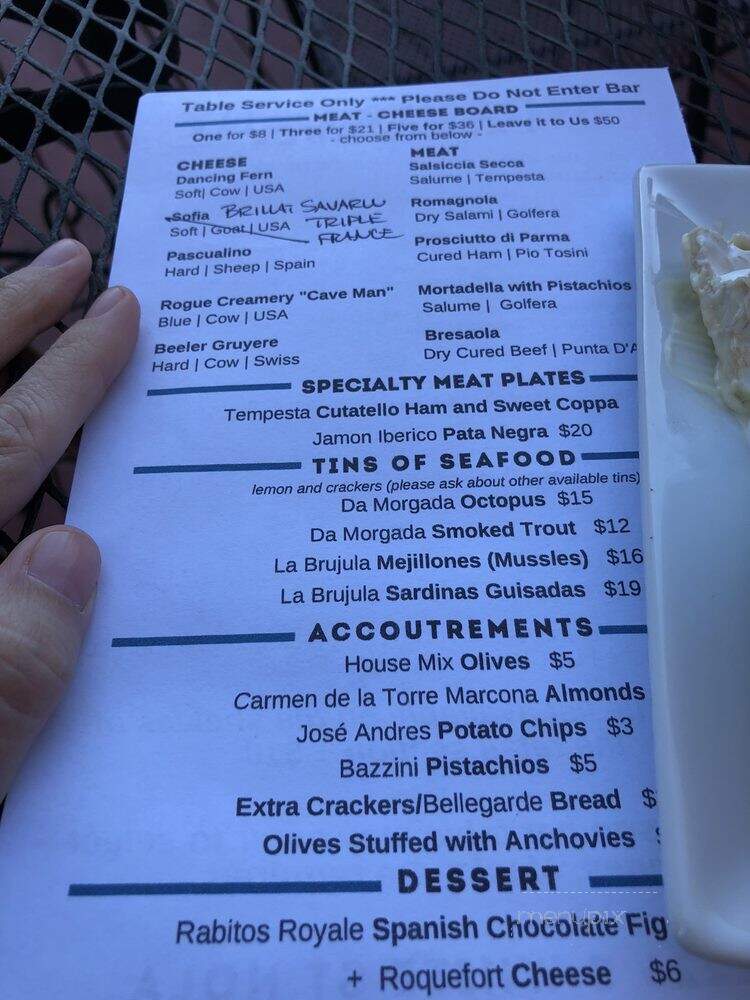 Table Service Only *** Please Do Not Enter Bar
MEAT - CHEESE BOARD
One for $8 | Three for $21 | Five for $36 | Leave it to Us $50
- choose from below -
CHEESE
Dancing Fern
Soft| Cow | USA
Sofia BRILLAT SAVARIN
Soft | Goat | USA TRIPLE
FRANCE
Pascualino
Hard | Sheep | Spain
Rogue Creamery "Cave Man"
Blue | Cow | USA
Beeler Gruyere
Hard | Cow | Swiss
MEAT
Salsiccia Secca
Salume | Tempesta
Romagnola
Dry Salami | Golfera
Prosciutto di Parma
Cured Ham | Pio Tosini
Mortadella with Pistachios
Salume | Golfera
Bresaola
Dry Cured Beef | Punta D'A
SPECIALTY MEAT PLATES
Tempesta Cutatello Ham and Sweet Coppa
Jamon Iberico Pata Negra $20
TINS OF SEAFOOD
lemon and crackers (please ask about other available tins)
Da Morgada Octopus $15
Da Morgada Smoked Trout $12
La Brujula Mejillones (Mussles) $16
La Brujula Sardinas Guisadas $19
ACCOUTREMENTS
House Mix Olives $5
Carmen de la Torre Marcona Almonds
José Andres Potato Chips $3
Bazzini Pistachios $5
Extra Crackers/Bellegarde Bread $
Olives Stuffed with Anchovies
DESSERT
Rabitos Royale Spanish Chocolate Fig
+ Roquefort Cheese $6
menupix